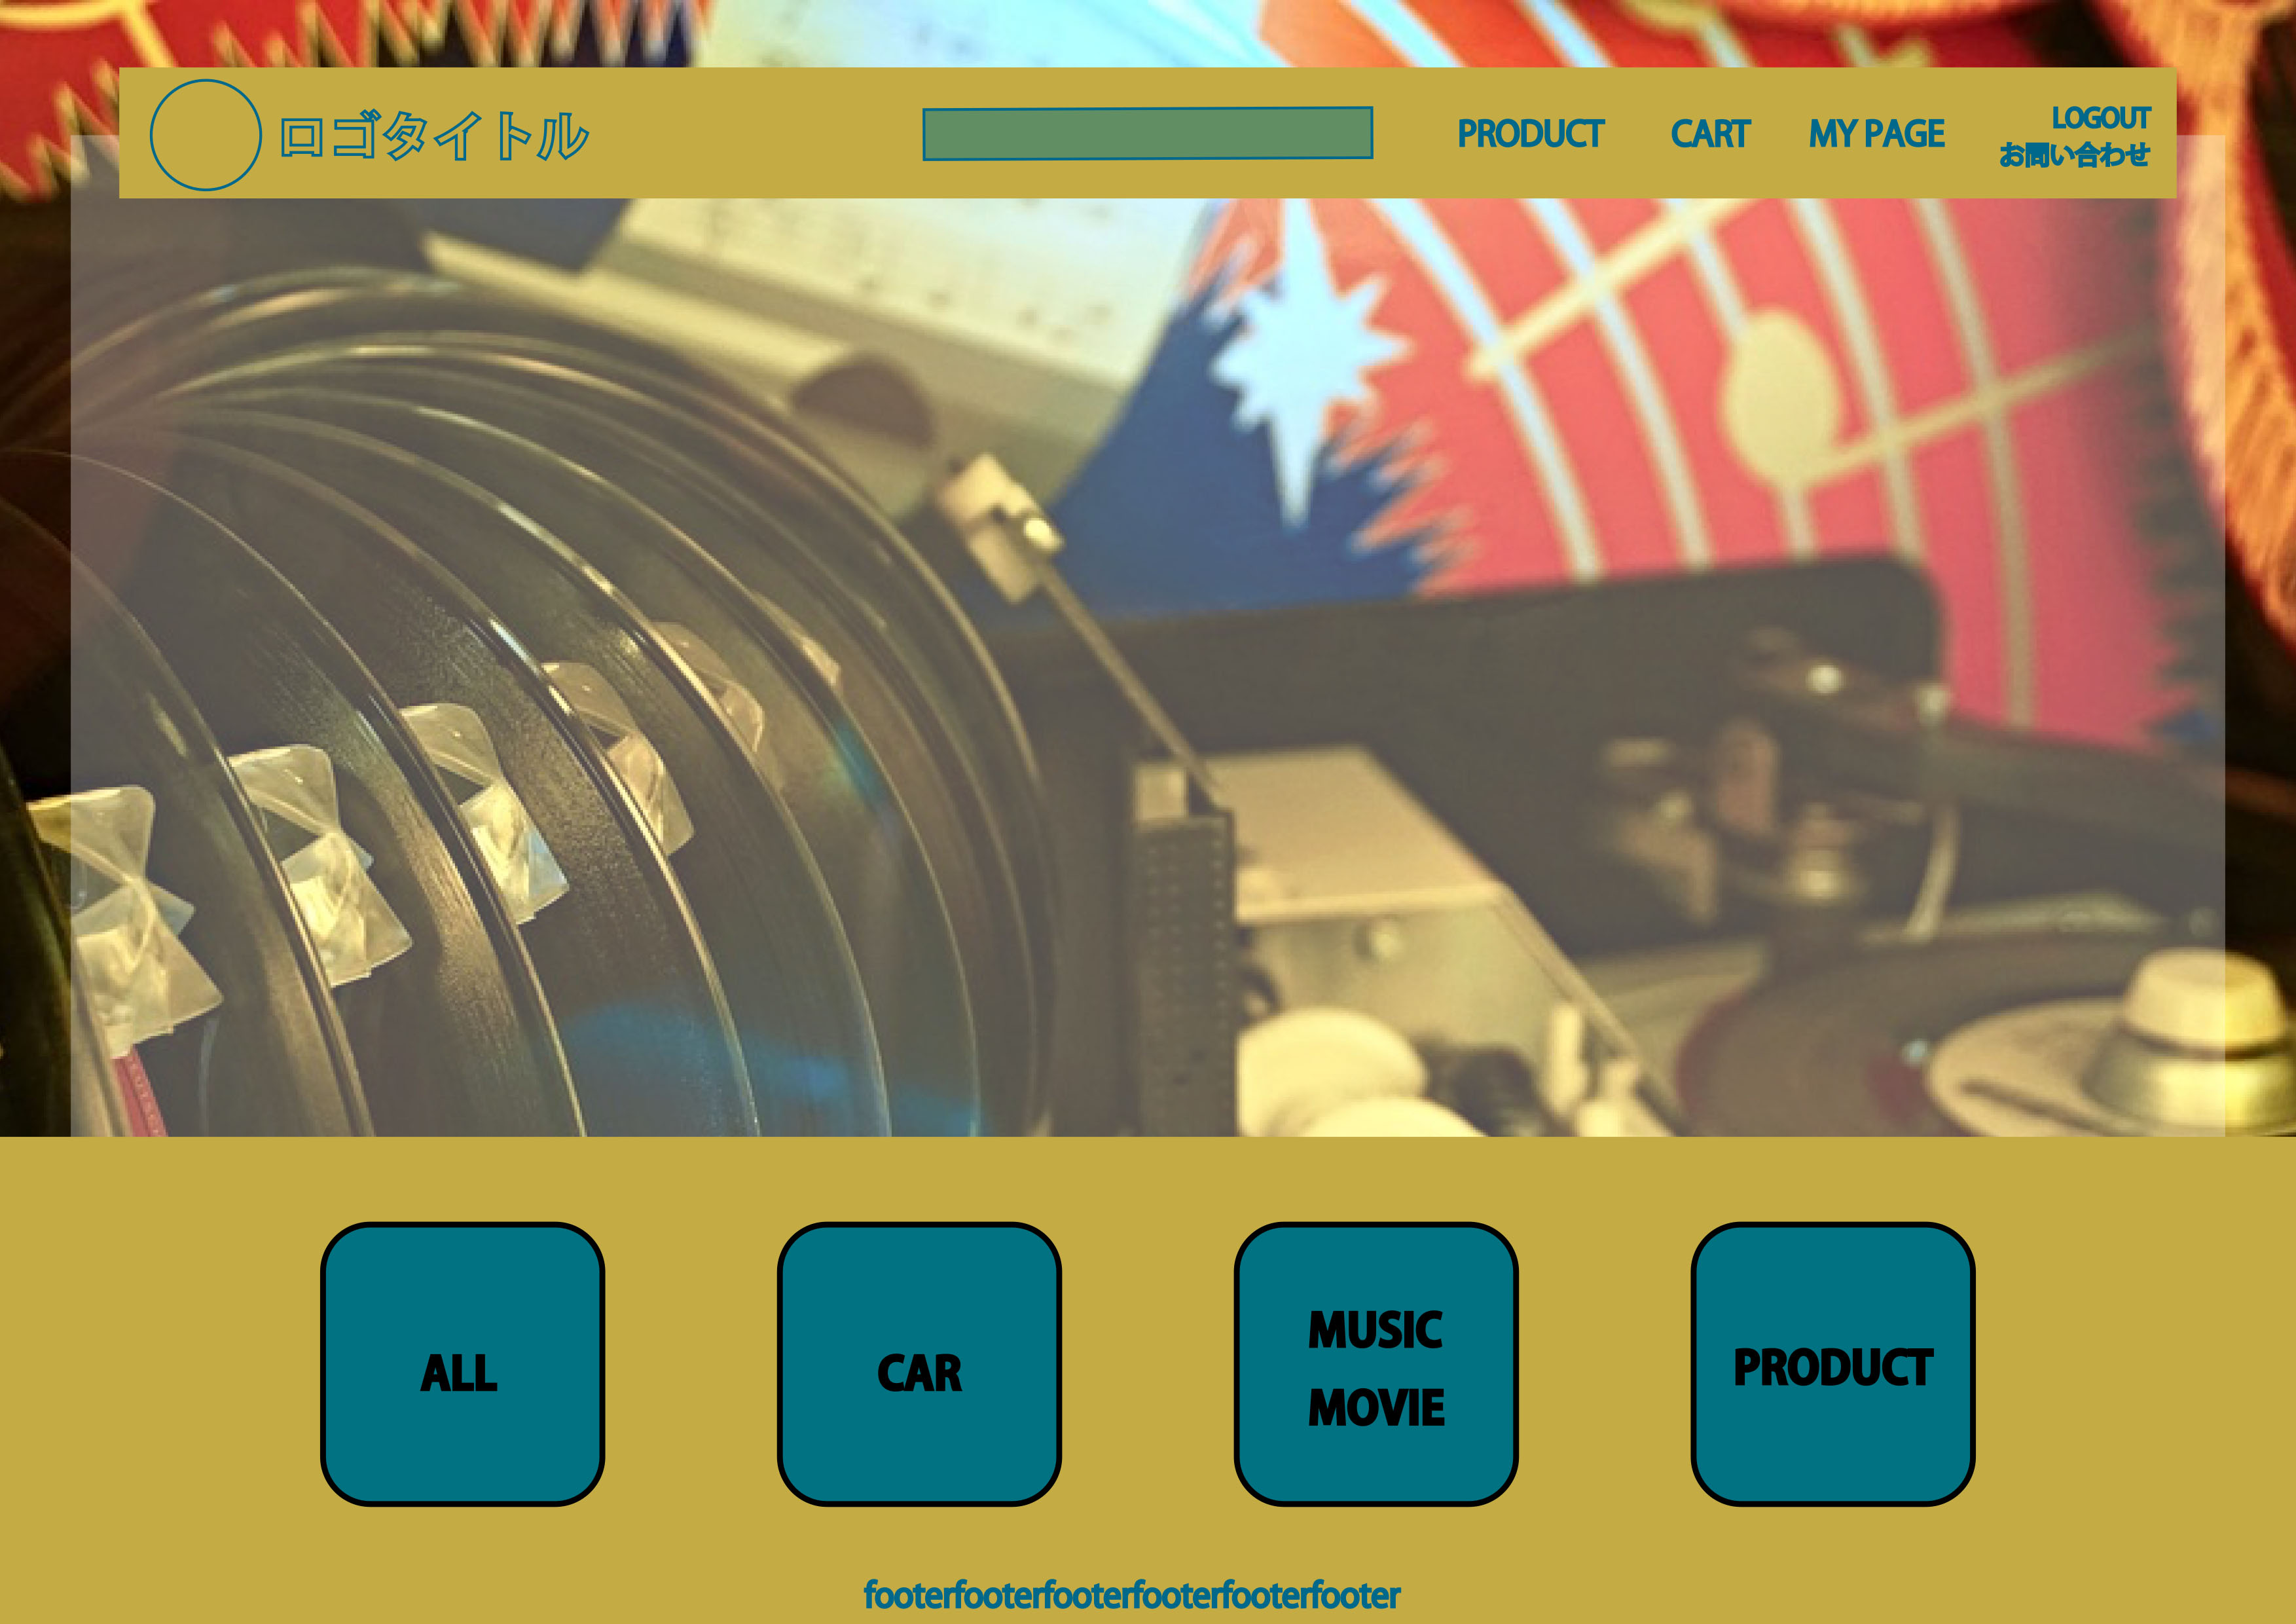 ロゴタイトル
PRODUCT
CART
MY PAGE
LOGOUT
お問い合わせ
ALL
CAR
MUSIC
MOVIE
PRODUCT
footerfooterfooterfooterfooterfooter